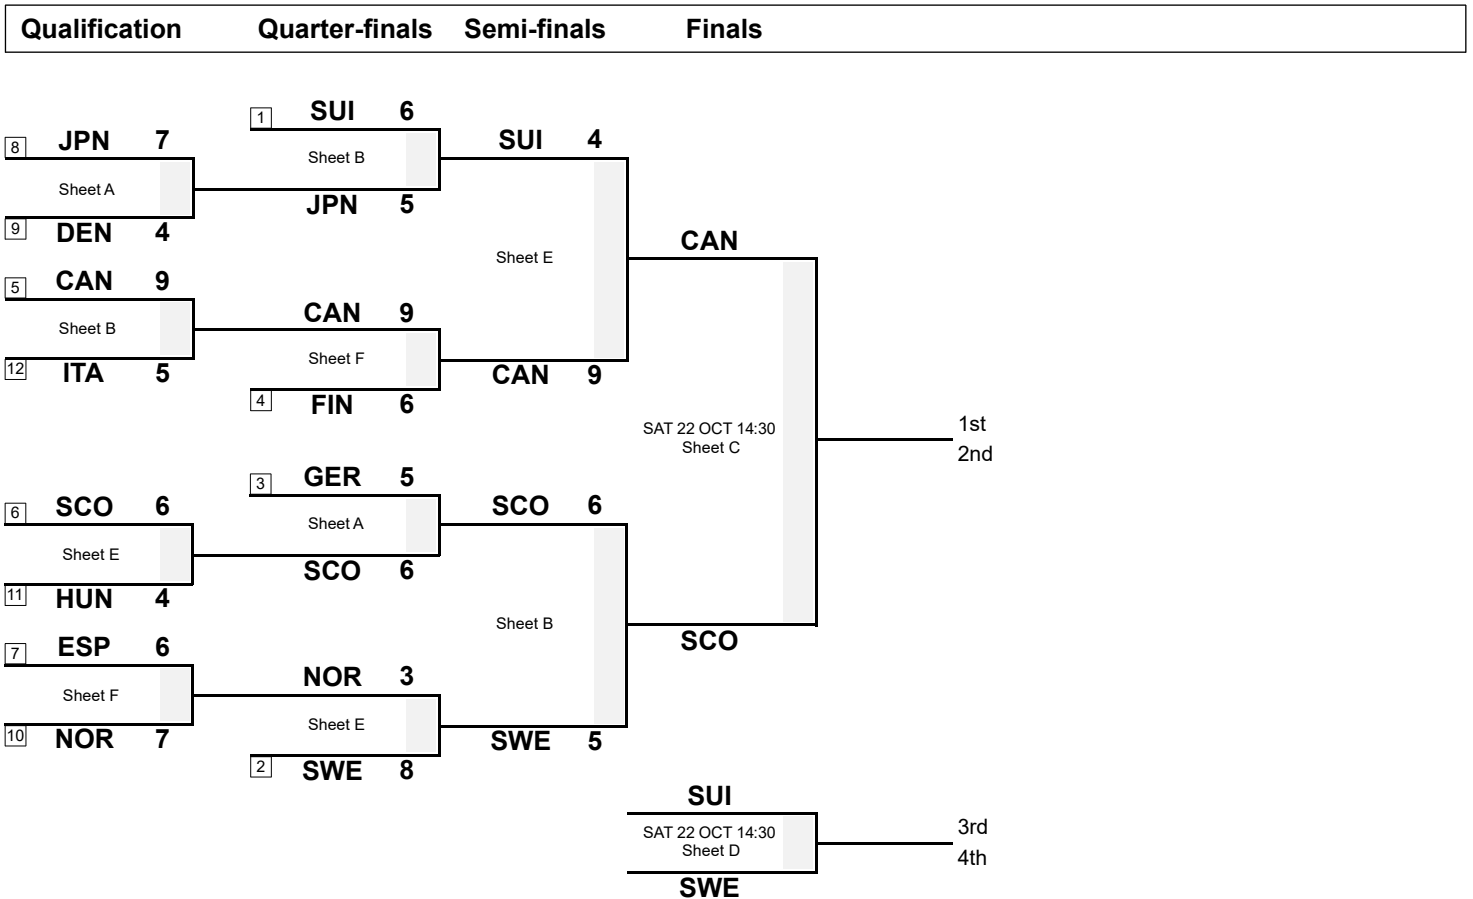 Qualification Quarter-finals Semi-finals Finals
1 SUI 6
8 JPN 7
SUI 4
Sheet B
Sheet A
JPN 5
9 DEN 4
CAN
Sheet E
5 CAN 9
CAN 9
Sheet B
Sheet F
12 ITA 5
CAN 9
4 FIN 6
SAT 22 OCT 14:30
Sheet C
1st
2nd
3 GER 5
6 SCO 6
SCO 6
Sheet A
Sheet E
SCO 6
11 HUN 4
Sheet B
SCO
7 ESP 6
NOR 3
Sheet F
Sheet E
10 NOR 7
SWE 5
2 SWE 8
SUI
SAT 22 OCT 14:30
Sheet D
3rd
4th
SWE